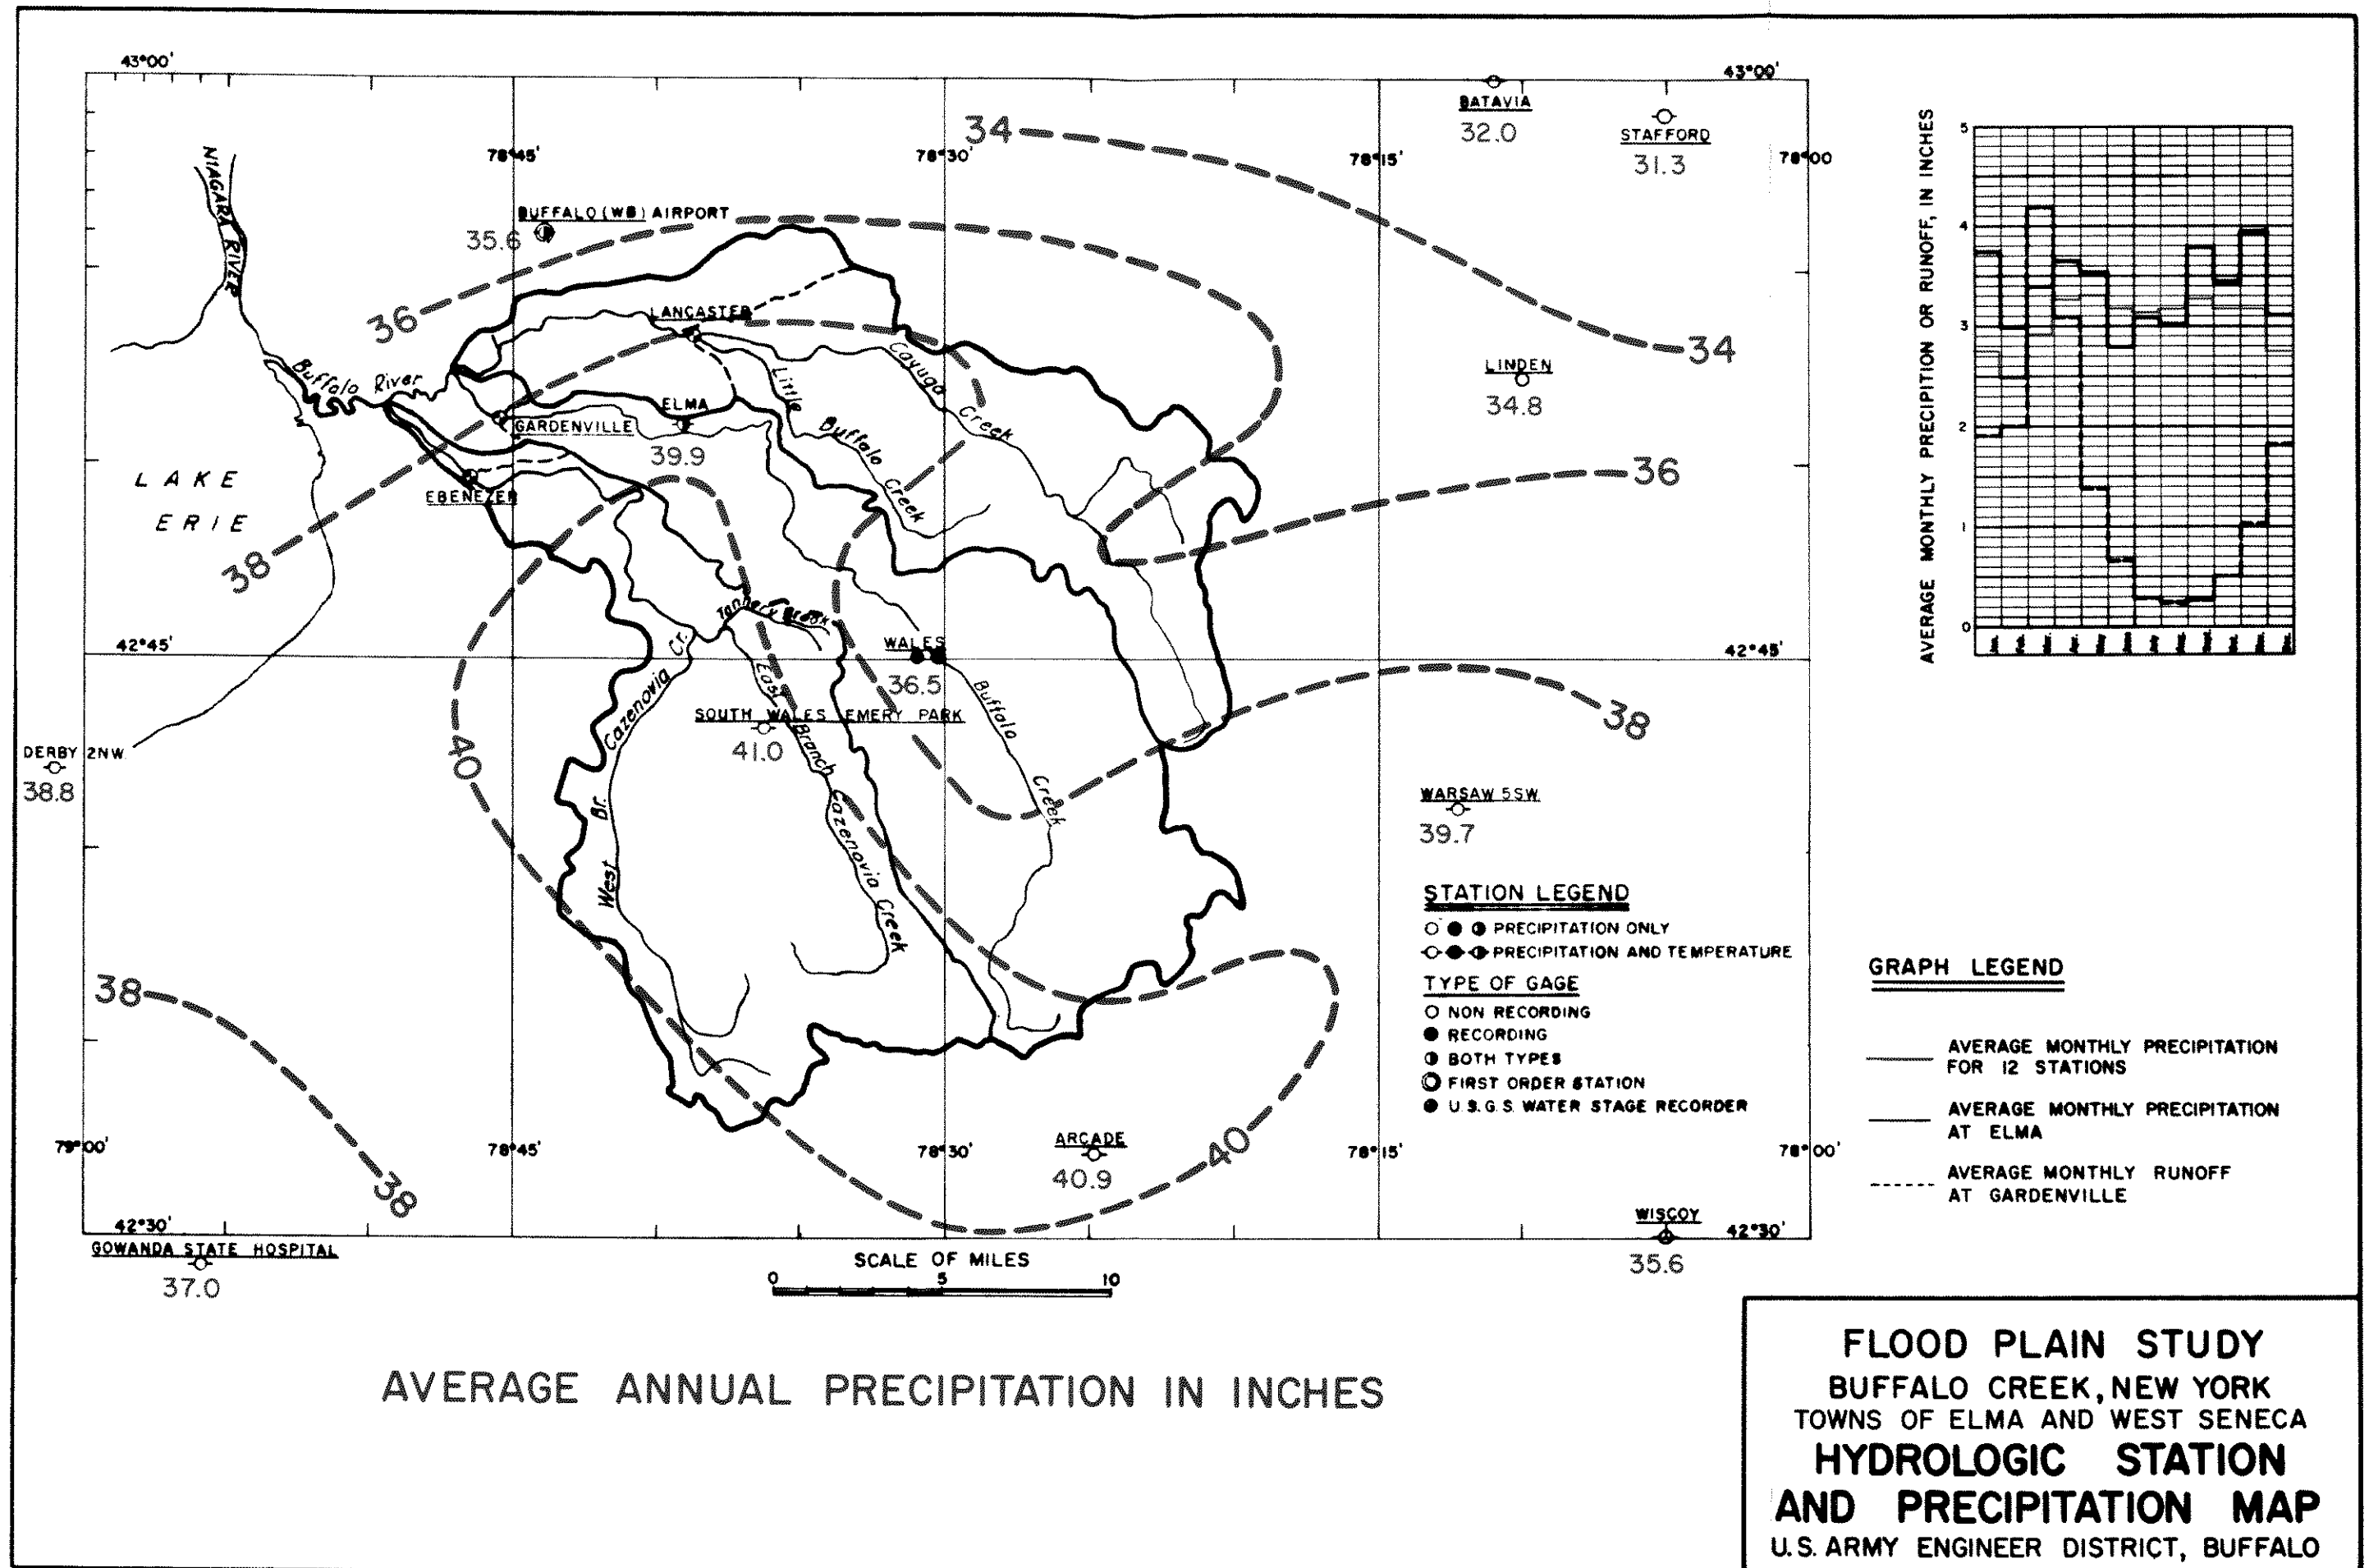 43°00'
43°00'
BATAVIA
32.0
STAFFORD
31.3
34
78°45'
78°30'
78°15'
78°00
NIAGARA RIVER
BUFFALO (WB) AIRPORT
35.6
36
LANCASTER
34
Buffalo River
Cayuga Creek
LINDEN
34.8
Little Buffalo Creek
ELMA
39.9
GARDENVILLE
36
LAKE
ERIE
EBENEZER
38
Tannery Creek
42°45'
WALES
36.5
42°45'
SOUTH WALES EMERY PARK
41.0
Buffalo Creek
38
DERBY 2NW
38.8
40
West Br. Cazenovia Cr.
East Branch Cazenovia Creek
WARSAW 5SW
39.7
38
38
79°00'
78°45'
78°30'
78°15'
78°00'
ARCADE
40.9
40
42°30'
WISCOY
42°30'
35.6
GOWANDA STATE HOSPITAL
37.0
SCALE OF MILES
0 5 10
STATION LEGEND
PRECIPITATION ONLY
PRECIPITATION AND TEMPERATURE
TYPE OF GAGE
NON RECORDING
RECORDING
BOTH TYPES
FIRST ORDER STATION
U.S.G.S. WATER STAGE RECORDER
AVERAGE MONTHLY PRECIPITION OR RUNOFF, IN INCHES
5
4
3
2
1
0
GRAPH LEGEND
AVERAGE MONTHLY PRECIPITATION
FOR 12 STATIONS
AVERAGE MONTHLY PRECIPITATION
AT ELMA
AVERAGE MONTHLY RUNOFF
AT GARDENVILLE
AVERAGE ANNUAL PRECIPITATION IN INCHES
FLOOD PLAIN STUDY
BUFFALO CREEK, NEW YORK
TOWNS OF ELMA AND WEST SENECA
HYDROLOGIC STATION
AND PRECIPITATION MAP
U.S. ARMY ENGINEER DISTRICT, BUFFALO